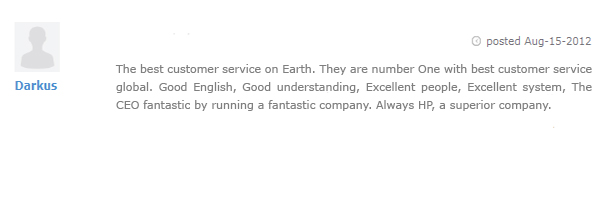 posted Aug-15-2012
Darkus
The best customer service on Earth. They are number One with best customer service
global. Good English, Good understanding, Excellent people, Excellent system, The
CEO fantastic by running a fantastic company. Always HP, a superior company.